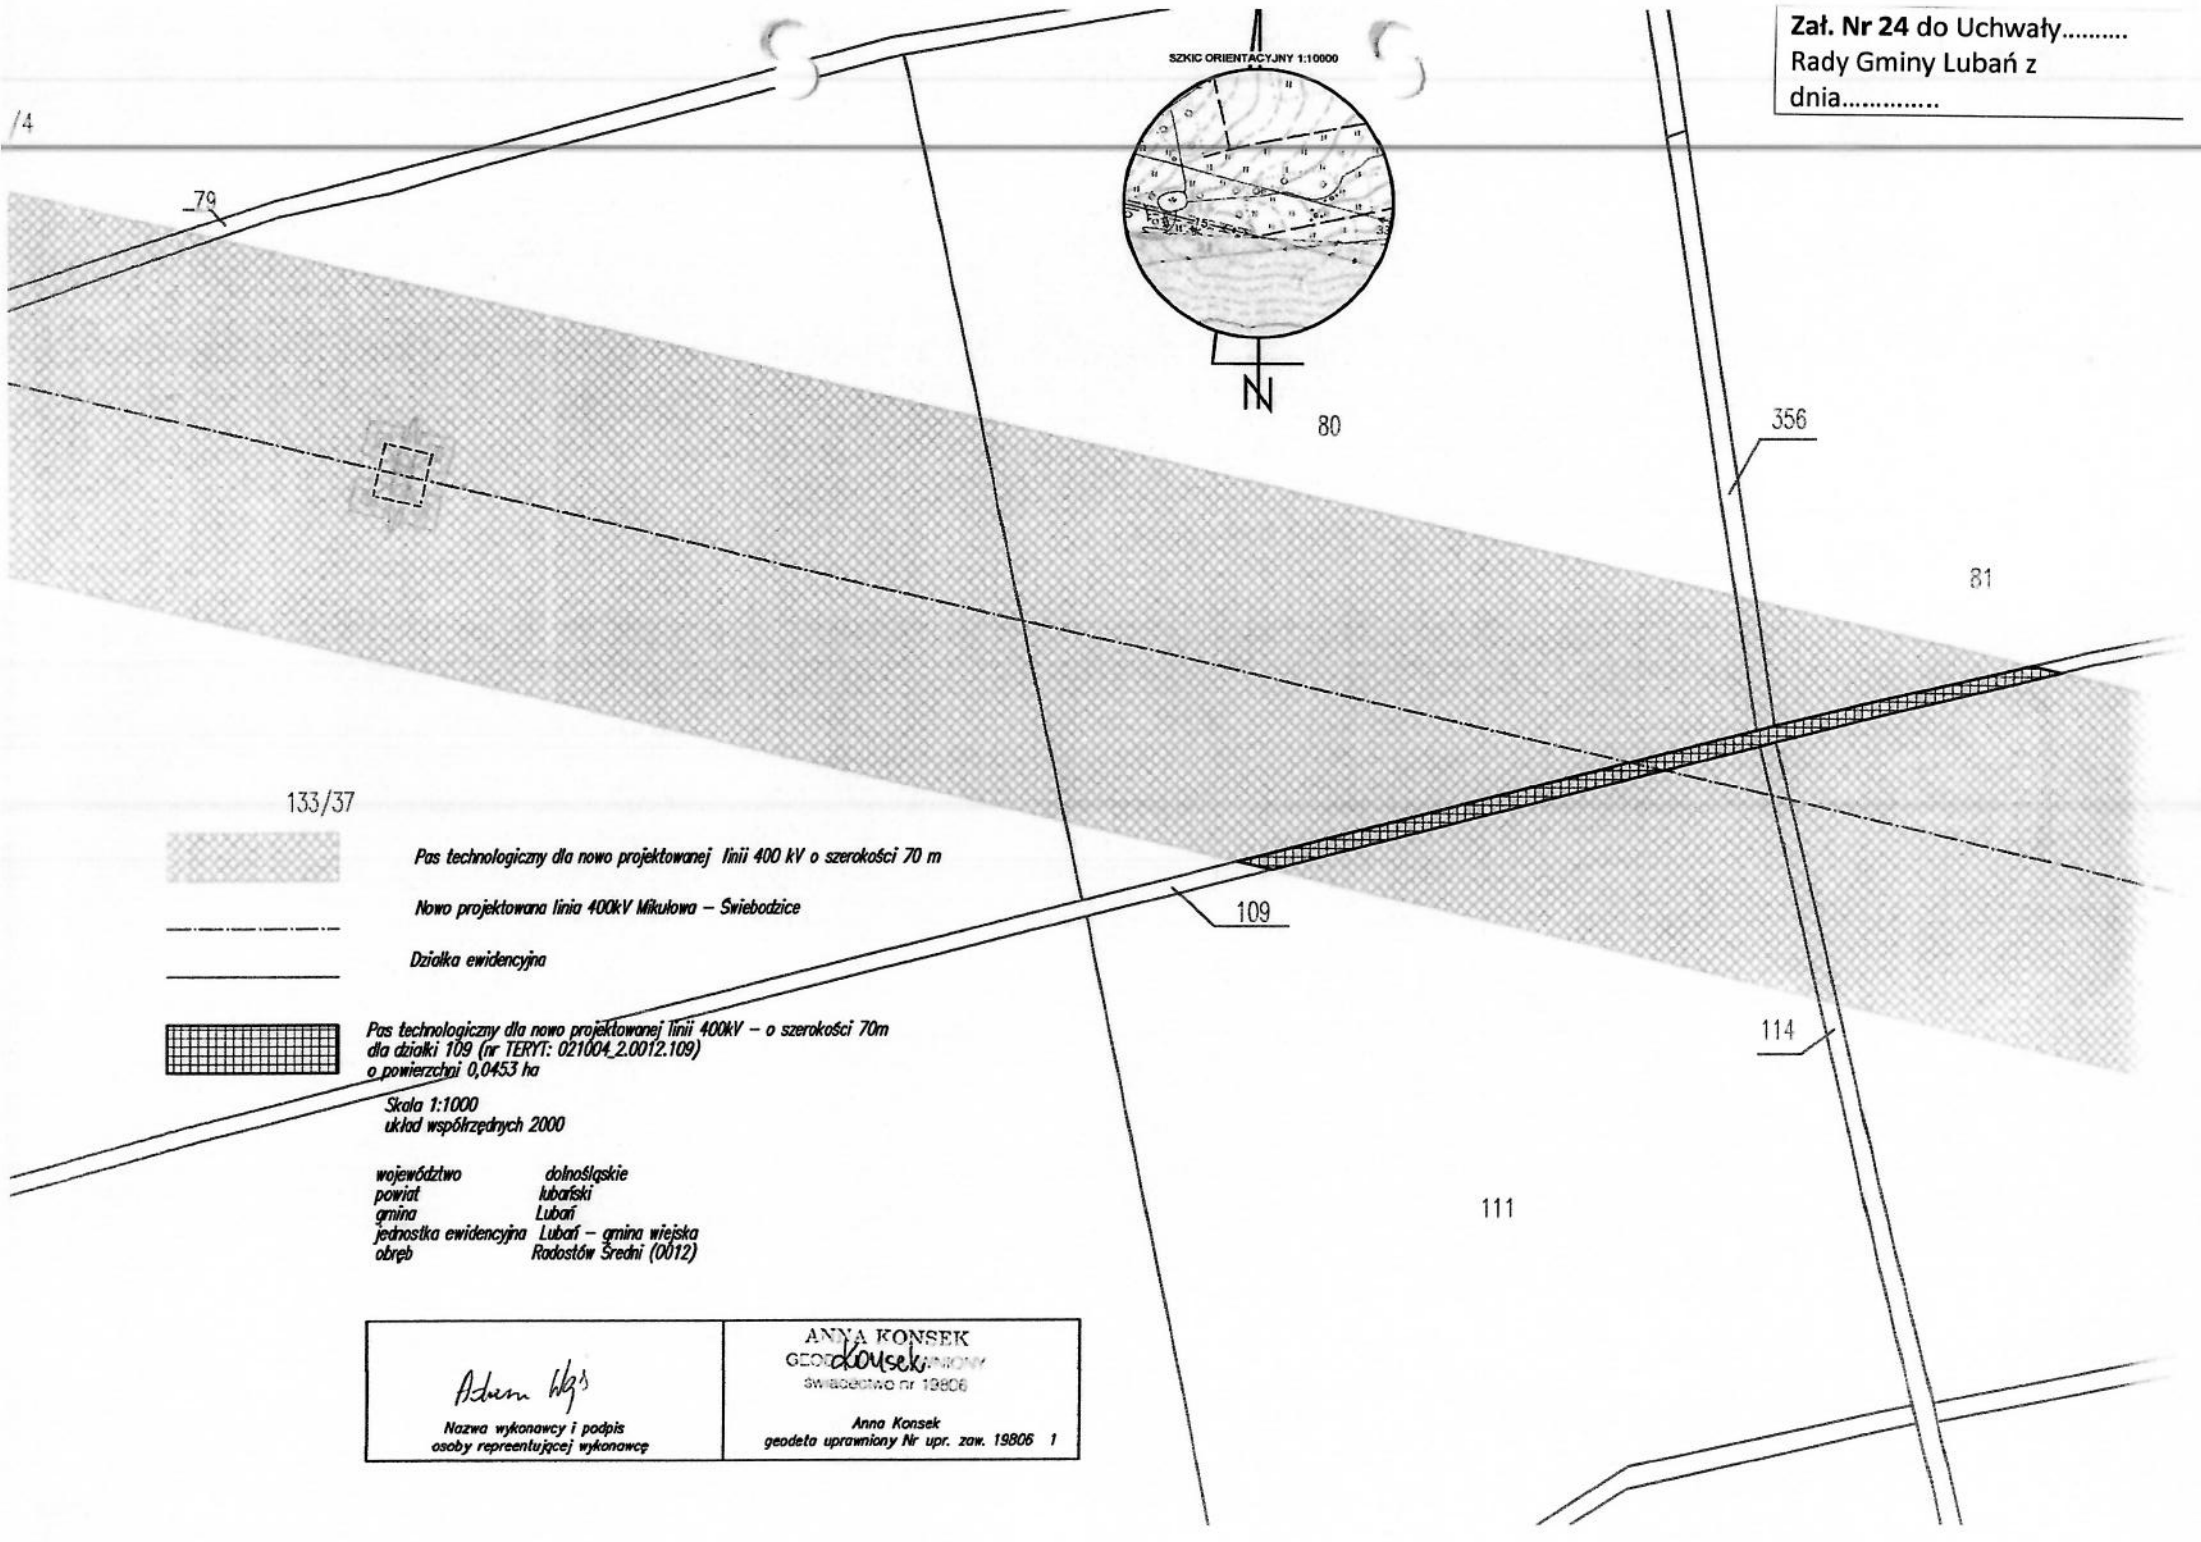 Zał. Nr 24 do Uchwały..........
Rady Gminy Lubań z
dnia..............
SZKIC ORIENTACYJNY 1:10000
/4
79
N
80
356
81
133/37
109
114
111
Pas technologiczny dla nowo projektowanej linii 400 kV o szerokości 70 m
Nowo projektowana linia 400kV Mikułowa – Świebodzice
Działka ewidencyjna
Pas technologiczny dla nowo projektowanej linii 400kV – o szerokości 70m
dla działki 109 (nr TERYT: 021004_2.0012.109)
o powierzchni 0,0453 ha
Skala 1:1000
układ współrzędnych 2000
województwo dolnośląskie
powiat lubański
gmina Lubań
jednostka ewidencyjna Lubań – gmina wiejska
obręb Radostów Średni (0012)
Adam
Nazwa wykonawcy i podpis
osoby repreentującej wykonawcę
ANNA KONSEK
Konsek
świadectwo nr 19806
Anna Konsek
geodeta uprawniony Nr upr. zaw. 19806 1